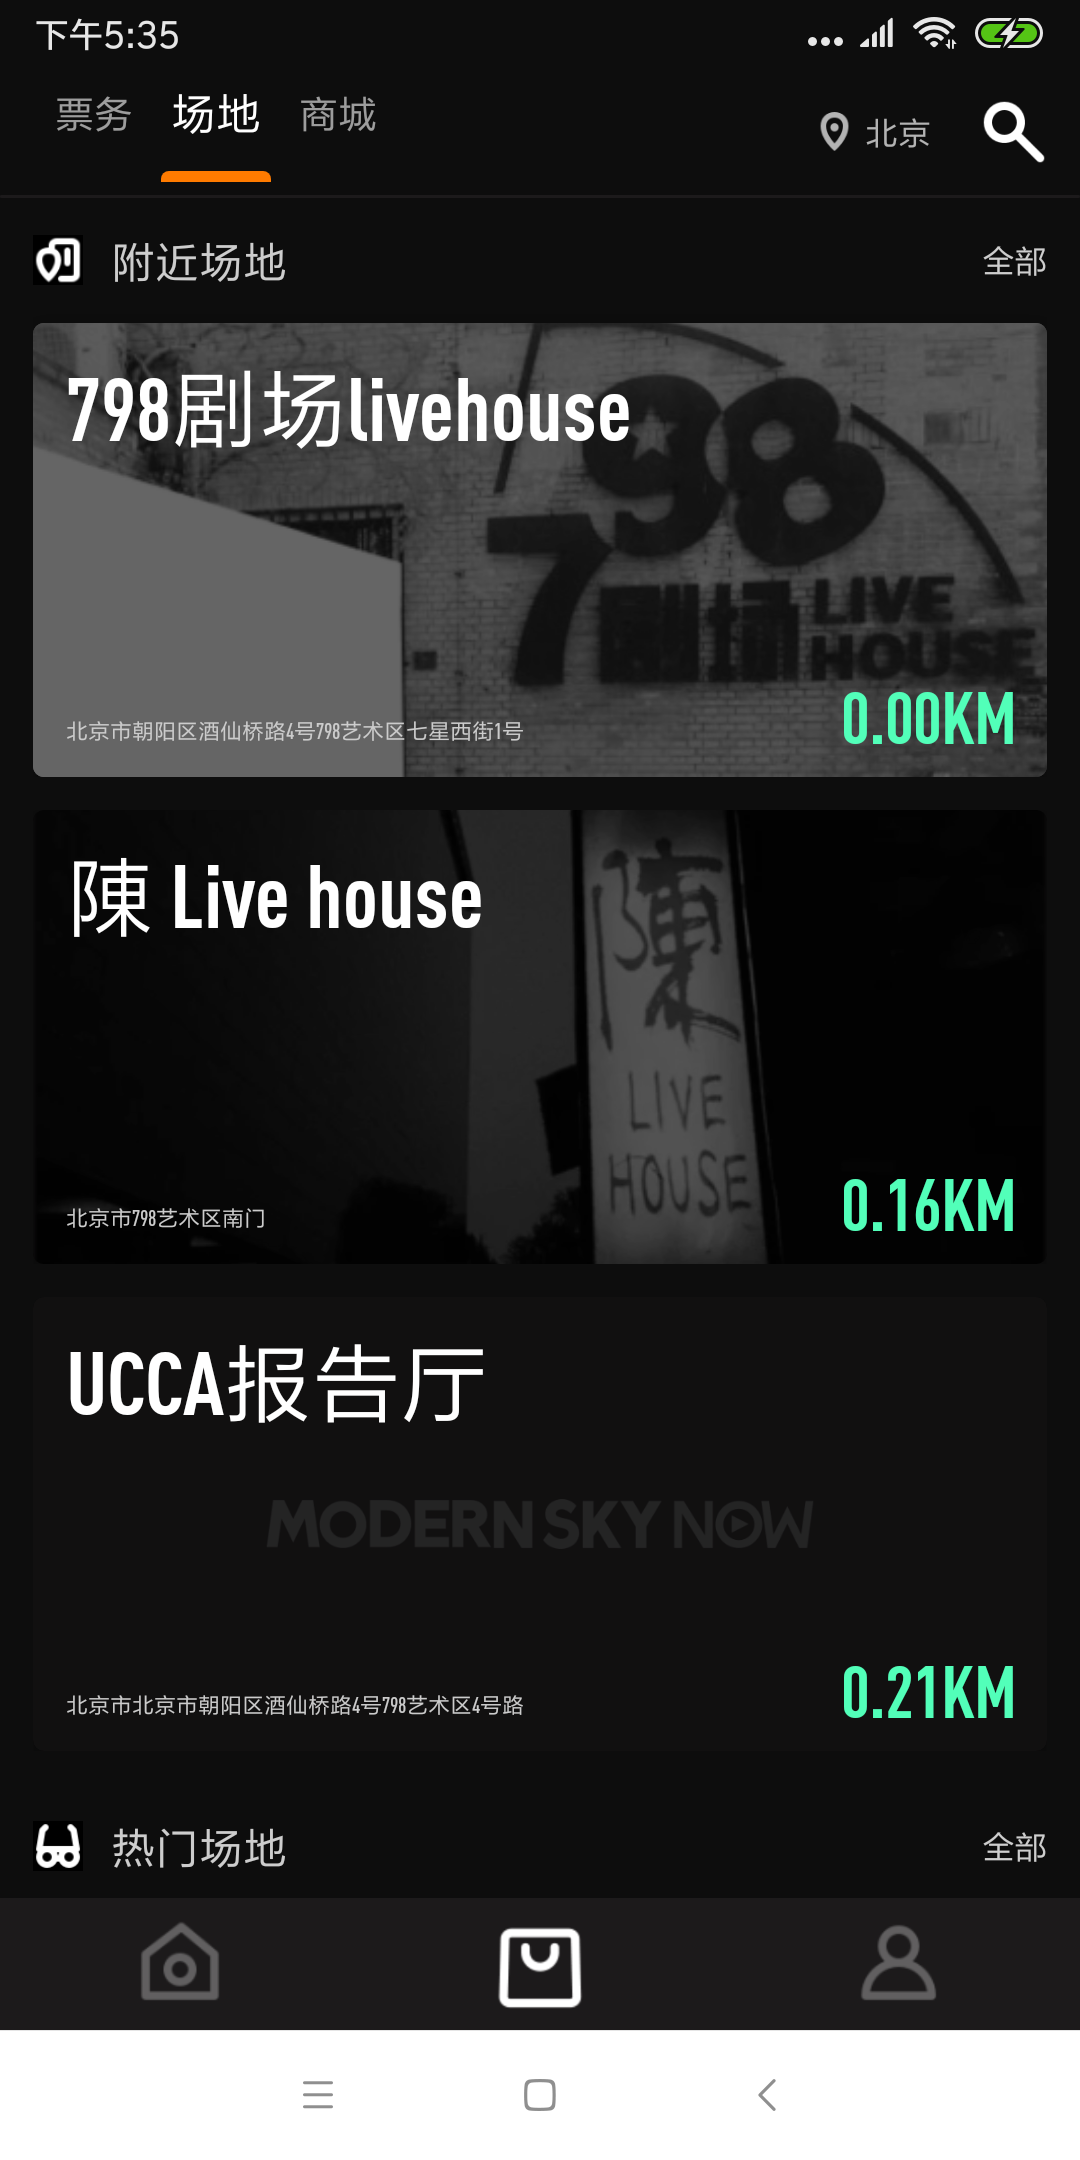 下午5:35
票务 场地 商城 北京
附近场地 全部
798剧场livehouse
798
剧场 LIVE HOUSE
北京市朝阳区酒仙桥路4号798艺术区七星西街1号 0.00KM
陳 Live house
陳
LIVE
HOUSE
北京市798艺术区南门 0.16KM
UCCA报告厅
MODERN SKY NOW
北京市北京市朝阳区酒仙桥路4号798艺术区4号路 0.21KM
热门场地 全部